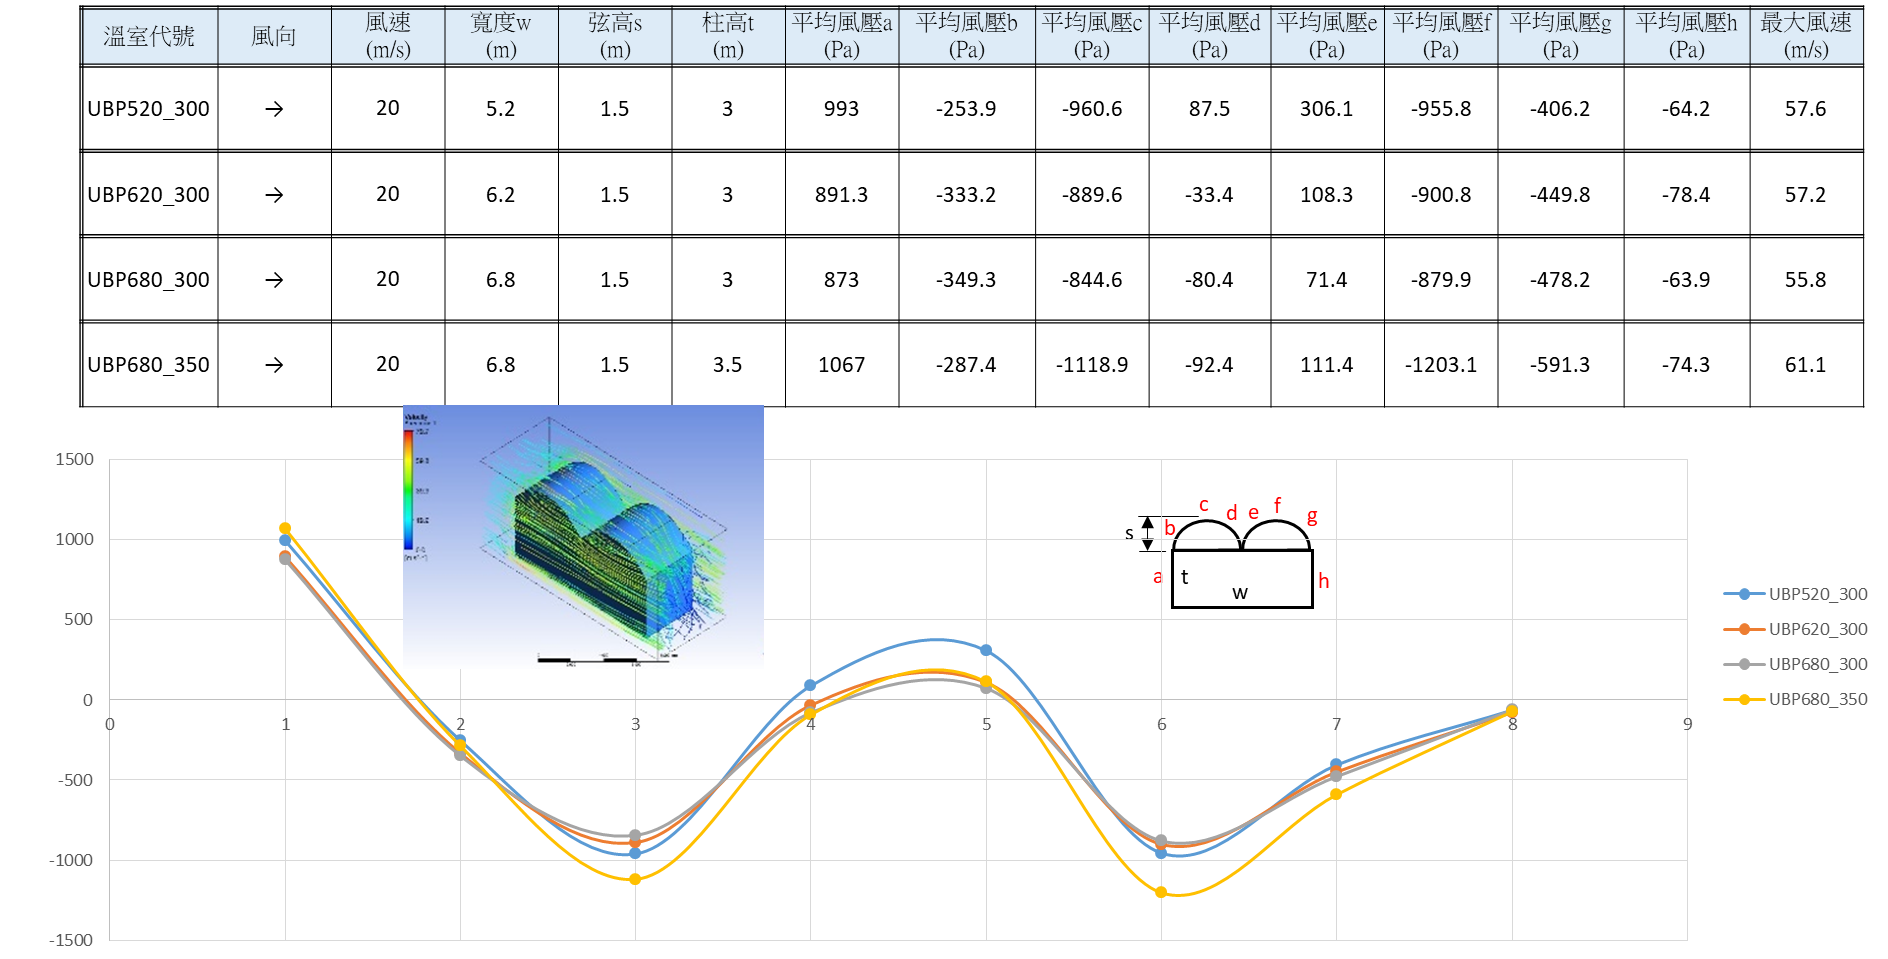 溫室代號 風向 風速 (m/s) 寬度w (m) 弦高s (m) 柱高t (m) 平均風壓a (Pa) 平均風壓b (Pa) 平均風壓c (Pa) 平均風壓d (Pa) 平均風壓e (Pa) 平均風壓f (Pa) 平均風壓g (Pa) 平均風壓h (Pa) 最大風速 (m/s)
UBP520_300 → 20 5.2 1.5 3 993 -253.9 -960.6 87.5 306.1 -955.8 -406.2 -64.2 57.6
UBP620_300 → 20 6.2 1.5 3 891.3 -333.2 -889.6 -33.4 108.3 -900.8 -449.8 -78.4 57.2
UBP680_300 → 20 6.8 1.5 3 873 -349.3 -844.6 -80.4 71.4 -879.9 -478.2 -63.9 55.8
UBP680_350 → 20 6.8 1.5 3.5 1067 -287.4 -1118.9 -92.4 111.4 -1203.1 -591.3 -74.3 61.1
Velocity
1500
1000
500
0
-500
-1000
-1500
0 1 2 3 4 5 6 7 8 9
c f
b d e g
s
a t h
w
UBP520_300
UBP620_300
UBP680_300
UBP680_350